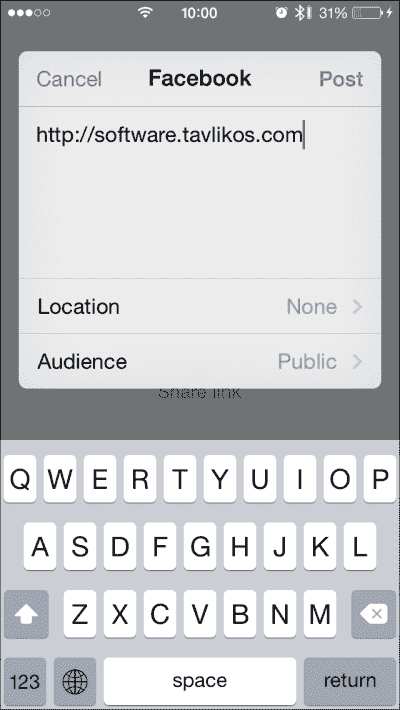 10:00 31%
Cancel Facebook Post
http://software.tavlikos.com
Location None
Audience Public
Share link
Q W E R T Y U I O P
A S D F G H J K L
Z X C V B N M
123 space return